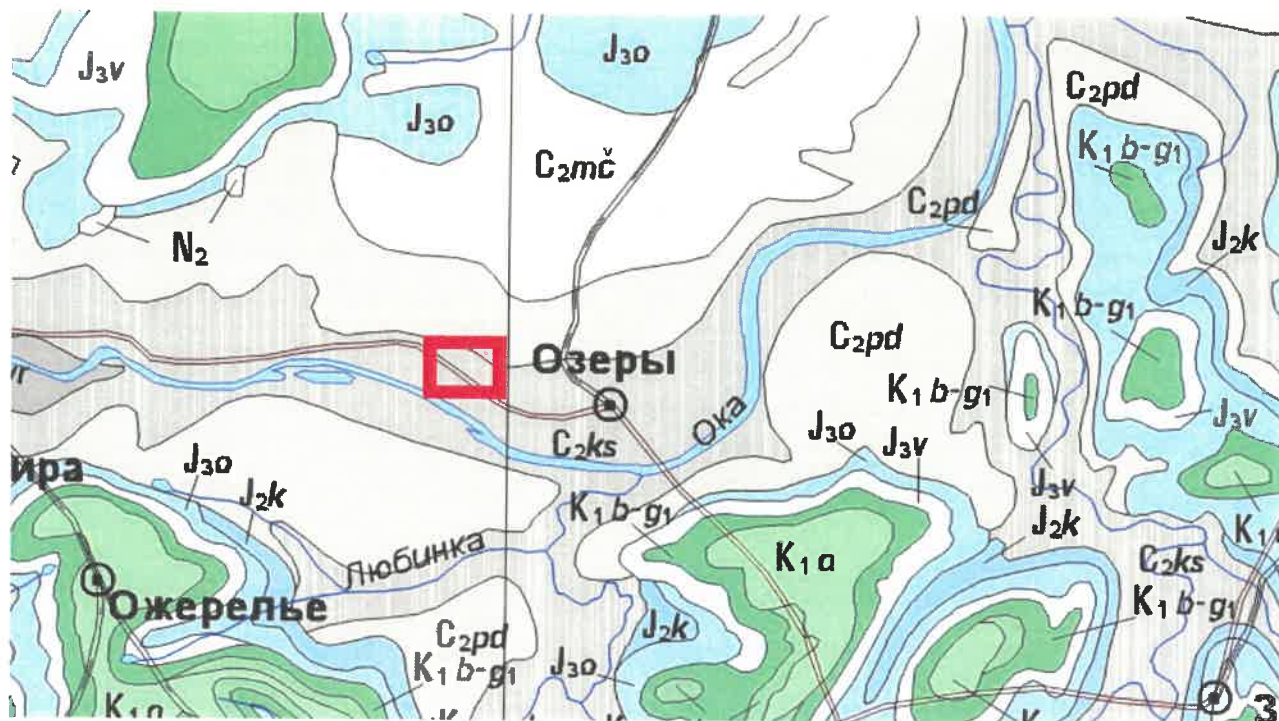 J₃v
J₃o
J₃o
C₂mč
C₂pd
K₁ b-g₁
C₂pd
N₂
J₂k
K₁ b-g₁
C₂pd
Озеры
K₁ b-g₁
Ока
J₃o
J₃v
J₃v
C₂ks
ира
J₃o
J₂k
J₃v
J₂k
K₁ b-g₁
K₁
Любинка
K₁ a
C₂ks
Ожерелье
K₁ b-g₁
C₂pd
J₂k
K₁ b-g₁
J₃o
K₁ a
З